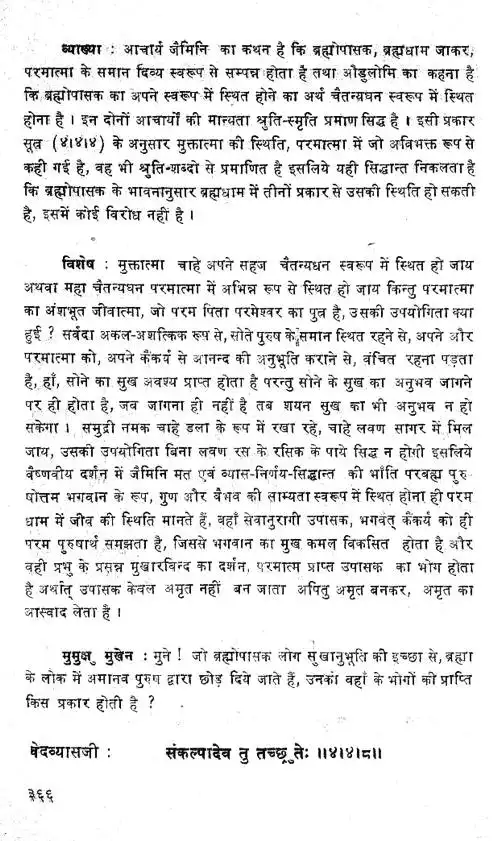 व्याख्या : आचार्य जैमिनि का कथन है कि ब्रह्मोपासक, ब्रह्मधाम जाकर,
परमात्मा के समान दिव्य स्वरूप से सम्पन्न होता है तथा औडुलोमि का कहना है
कि ब्रह्मोपासक का अपने स्वरूप में स्थित होने का अर्थ चैतन्यघन स्वरूप में स्थित
होना है । इन दोनों आचार्यों की मान्यता श्रुति-स्मृति प्रमाण सिद्ध है । इसी प्रकार
सूत्र (४।४।४) के अनुसार मुक्तात्मा की स्थिति, परमात्मा में जो अविभक्त रूप से
कही गई है, वह भी श्रुति-शब्दो से प्रमाणित है इसलिये यही सिद्धान्त निकलता है
कि ब्रह्मोपासक के भावनानुसार ब्रह्मधाम में तीनों प्रकार से उसकी स्थिति हो सकती
है, इसमें कोई विरोध नहीं है ।
विशेष : मुक्तात्मा चाहे अपने सहज चैतन्यघन स्वरूप में स्थित हो जाय
अथवा महा चैतन्यघन परमात्मा में अभिन्न रूप से स्थित हो जाय किन्तु परमात्मा
का अंशभूत जीवात्मा, जो परम पिता परमेश्वर का पुत्र है, उसकी उपयोगिता क्या
हुई ? सर्वदा अकल-अशत्किक रूप से, सोते पुरुष के समान स्थित रहने से, अपने और
परमात्मा को, अपने कैंकर्य से आनन्द की अनुभूति कराने से, वंचित रहना पड़ता
है, हाँ, सोने का सुख अवश्य प्राप्त होता है परन्तु सोने के सुख का अनुभव जागने
पर ही होता है, जव जागना ही नहीं है तब शयन सुख का भी अनुभव न हो
सकेगा । समुद्री नमक चाहे डला के रूप में रखा रहे, चाहे लवण सागर में मिल
जाय, उसकी उपयोगिता बिना लवण रस के रसिक के पाये सिद्ध न होगी इसलिये
वैष्णवीय दर्शन में जैमिनि मत एवं व्यास-निर्णय-सिद्धान्त की भाँति परवह्म पुरु-
षोत्तम भगवान के रूप, गुण और वैभव की साम्यता स्वरूप में स्थित होना ही परम
धाम में जीव की स्थिति मानते हैं, वहाँ सेवानुरागी उपासक, भगवत् कैंकर्य को ही
परम पुरुषार्थ समझता है, जिससे भगवान का मुख कमल विकसित होता है और
वही प्रभु के प्रसन्न मुखारविन्द का दर्शन, परमात्म प्राप्त उपासक का भोग होता
है अर्थात् उपासक केवल अमृत नहीं बन जाता अपितु अमृत बनकर, अमृत का
आस्वाद लेता है ।
मुमुक्षु मुखेन : मुने ! जो ब्रह्मोपासक लोग सुखानुभूति की इच्छा से, ब्रह्मा
के लोक में अमानव पुरुष द्वारा छोड़ दिये जाते हैं, उनका वहाँ के भोगों की प्राप्ति
किस प्रकार होती है ?
वेदव्यासजी : संकल्पादेव तु तच्छ्रुतेः ॥४।४।८॥
३६६